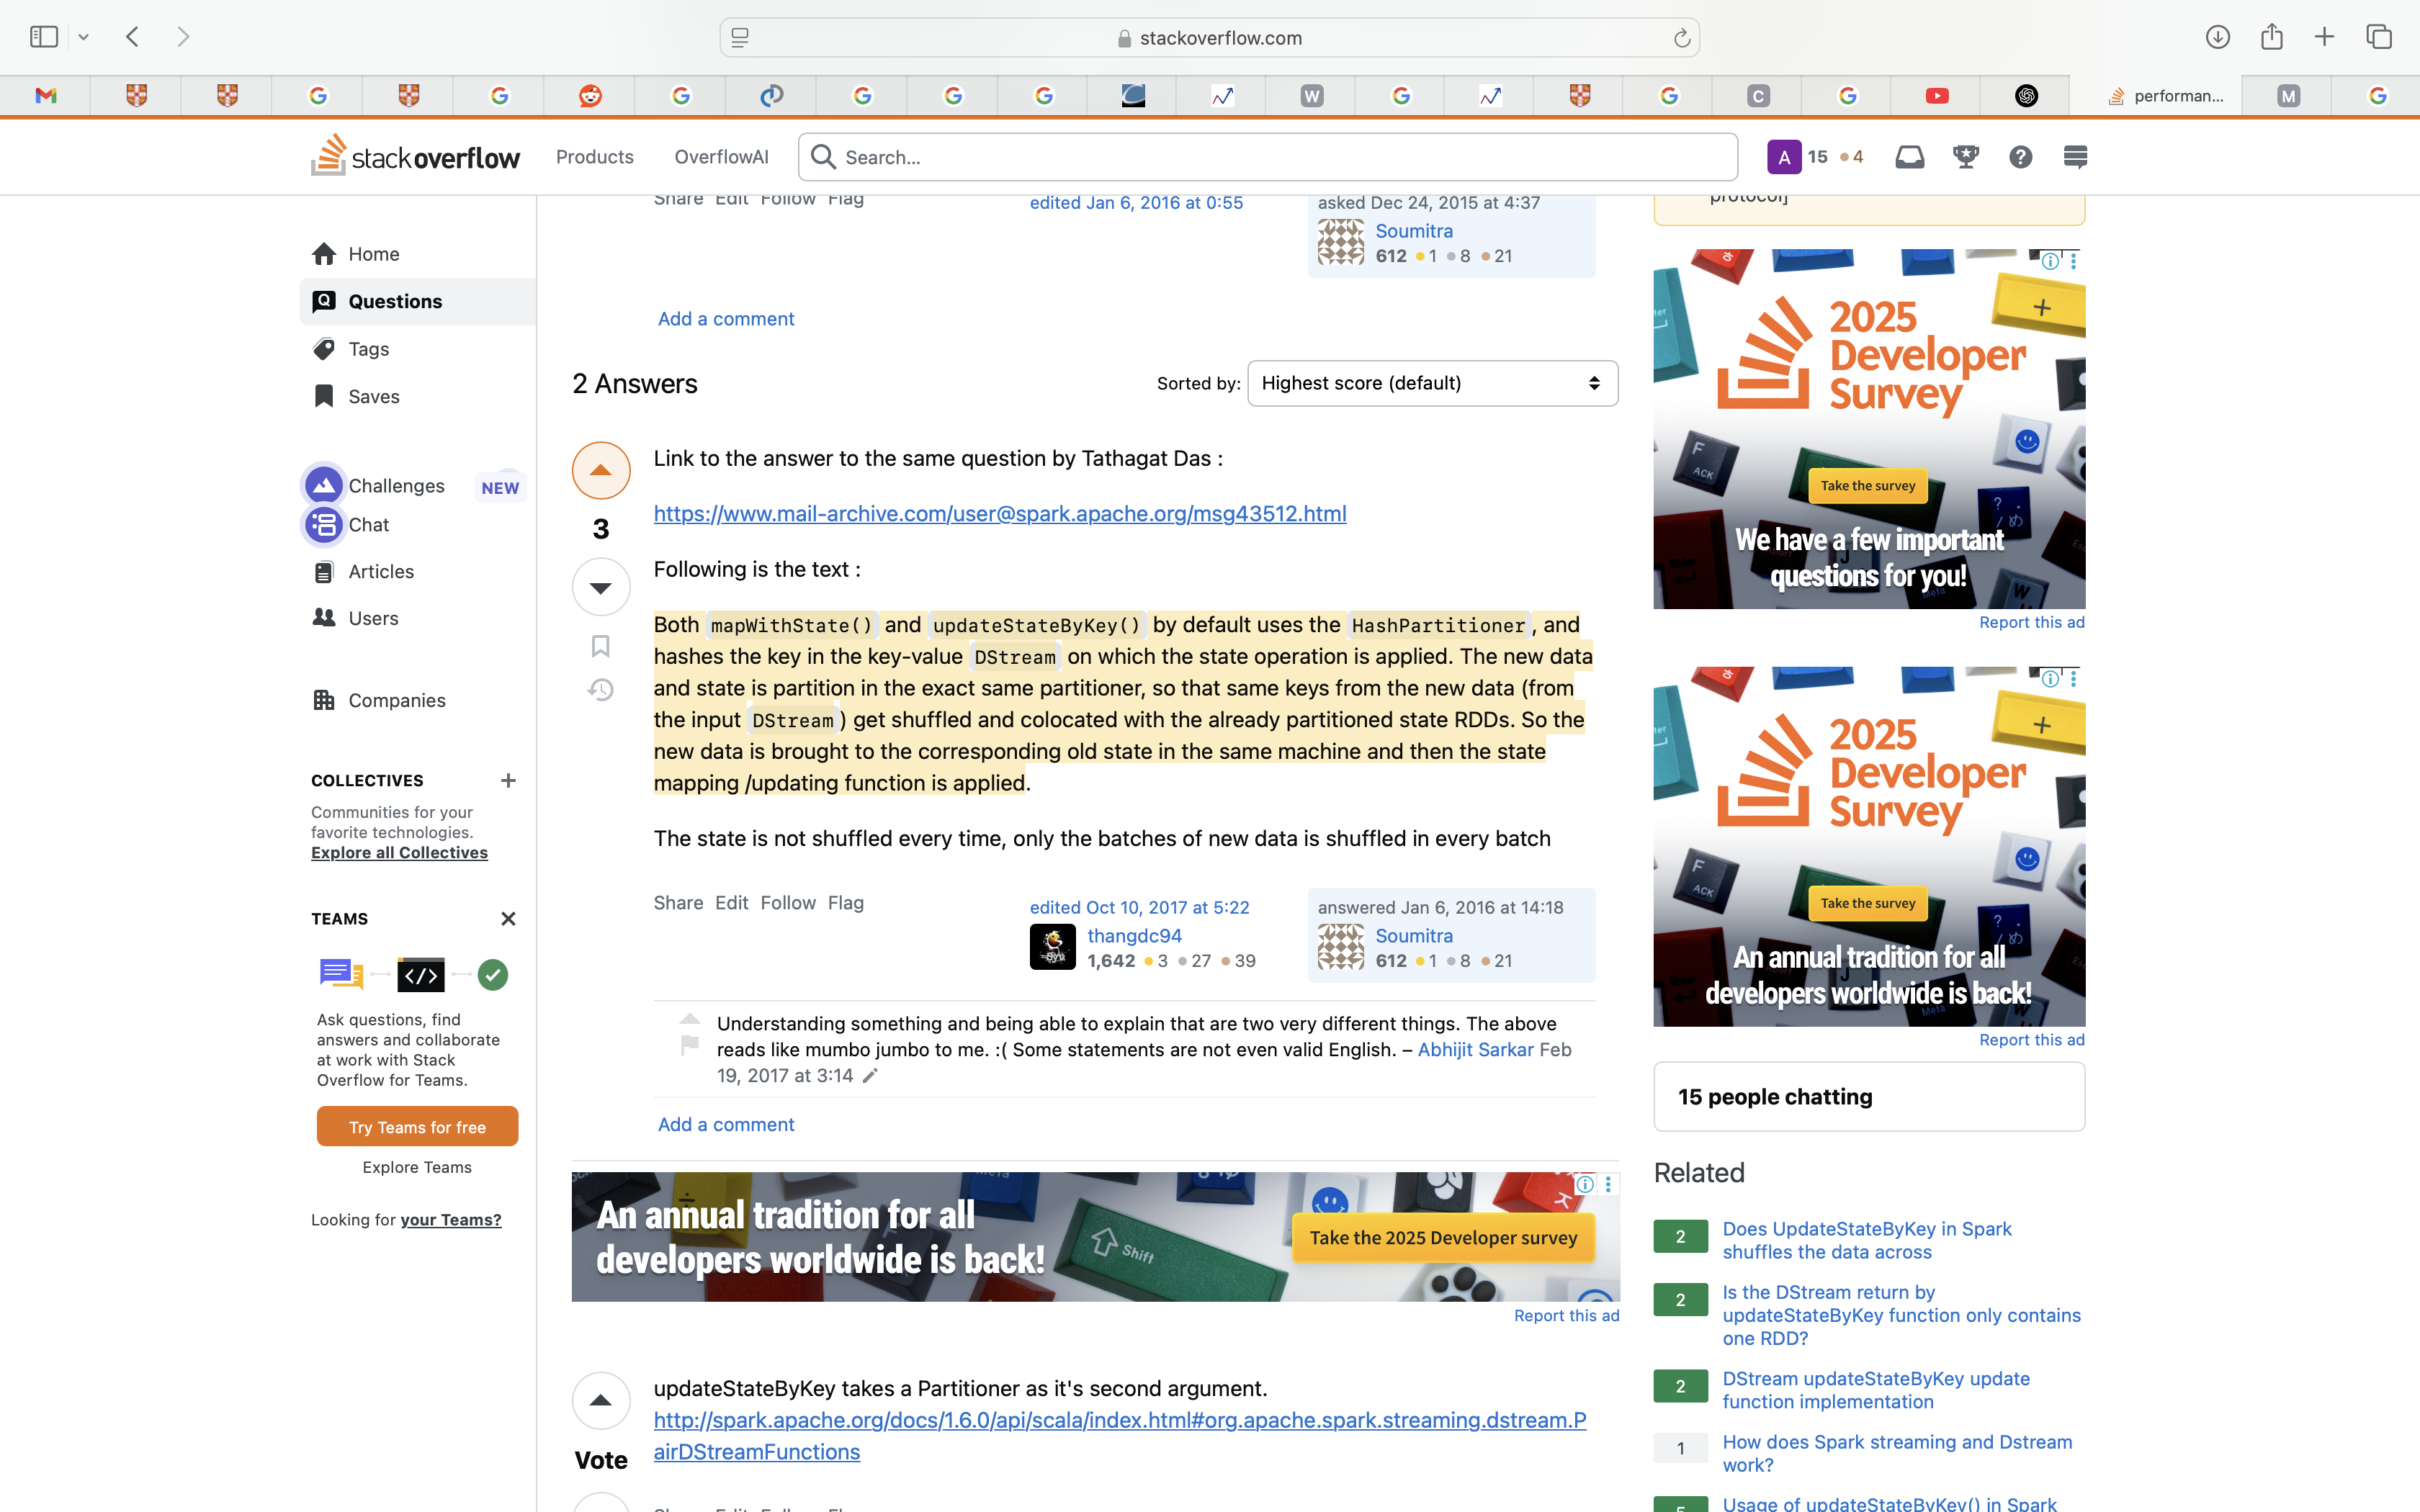 stackoverflow.com
W
C
performan...
M
stackoverflow
Products
OverflowAI
Search...
A
15
4
Home
Questions
Tags
Saves
Challenges
NEW
Chat
Articles
Users
Companies
COLLECTIVES
Communities for your
favorite technologies.
Explore all Collectives
TEAMS
Ask questions, find
answers and collaborate
at work with Stack
Overflow for Teams.
Try Teams for free
Explore Teams
Looking for your Teams?
Share Edit Follow Flag
edited Jan 6, 2016 at 0:55
asked Dec 24, 2015 at 4:37
Soumitra
612 1 8 21
Add a comment
2 Answers
Sorted by:
Highest score (default)
3
Link to the answer to the same question by Tathagat Das :
https://www.mail-archive.com/user@spark.apache.org/msg43512.html
Following is the text :
Both mapWithState() and updateStateByKey() by default uses the HashPartitioner, and
hashes the key in the key-value DStream on which the state operation is applied. The new data
and state is partition in the exact same partitioner, so that same keys from the new data (from
the input DStream) get shuffled and colocated with the already partitioned state RDDs. So the
new data is brought to the corresponding old state in the same machine and then the state
mapping /updating function is applied.
The state is not shuffled every time, only the batches of new data is shuffled in every batch
Share Edit Follow Flag
edited Oct 10, 2017 at 5:22
thangdc94
1,642 3 27 39
answered Jan 6, 2016 at 14:18
Soumitra
612 1 8 21
Understanding something and being able to explain that are two very different things. The above
reads like mumbo jumbo to me. :( Some statements are not even valid English. – Abhijit Sarkar Feb
19, 2017 at 3:14
Add a comment
An annual tradition for all
developers worldwide is back!
Shift
Take the 2025 Developer survey
Report this ad
Vote
updateStateByKey takes a Partitioner as it's second argument.
http://spark.apache.org/docs/1.6.0/api/scala/index.html#org.apache.spark.streaming.dstream.P
airDStreamFunctions
protocol]
2025
Developer
Survey
F
ACK
Take the survey
We have a few important
questions for you!
Report this ad
2025
Developer
Survey
F
ACK
Take the survey
An annual tradition for all
developers worldwide is back!
Report this ad
15 people chatting
Related
2
Does UpdateStateByKey in Spark
shuffles the data across
2
Is the DStream return by
updateStateByKey function only contains
one RDD?
2
DStream updateStateByKey update
function implementation
1
How does Spark streaming and Dstream
work?
5
Usage of updateStateByKey() in Spark